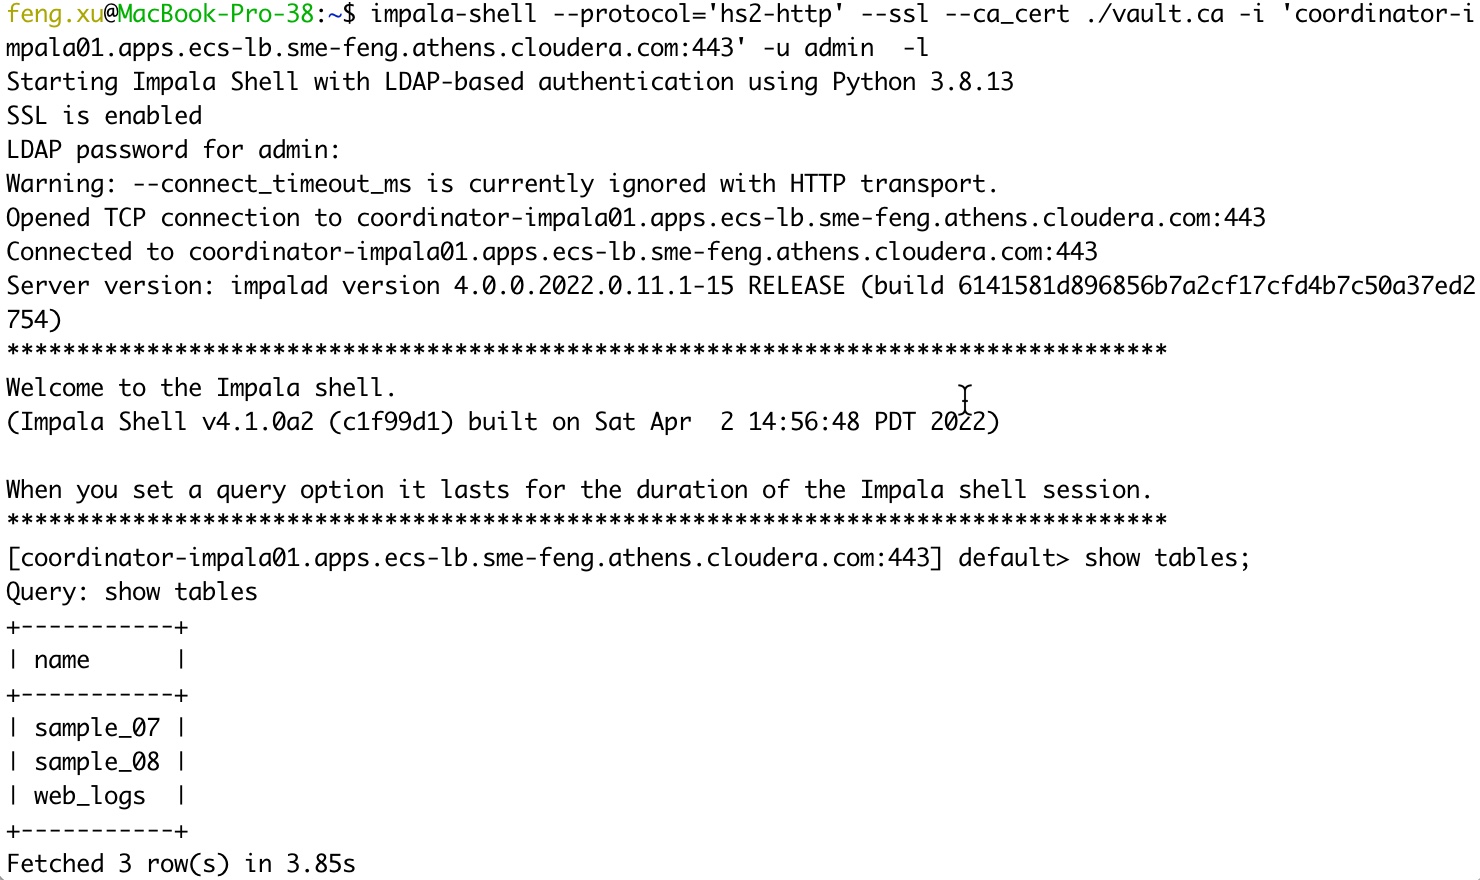 feng.xu@MacBook-Pro-38:~$ impala-shell --protocol='hs2-http' --ssl --ca_cert ./vault.ca -i 'coordinator-i
mpala01.apps.ecs-lb.sme-feng.athens.cloudera.com:443' -u admin  -l
Starting Impala Shell with LDAP-based authentication using Python 3.8.13
SSL is enabled
LDAP password for admin:
Warning: --connect_timeout_ms is currently ignored with HTTP transport.
Opened TCP connection to coordinator-impala01.apps.ecs-lb.sme-feng.athens.cloudera.com:443
Connected to coordinator-impala01.apps.ecs-lb.sme-feng.athens.cloudera.com:443
Server version: impalad version 4.0.0.2022.0.11.1-15 RELEASE (build 6141581d896856b7a2cf17cfd4b7c50a37ed2
754)
***********************************************************************************
Welcome to the Impala shell.
(Impala Shell v4.1.0a2 (c1f99d1) built on Sat Apr  2 14:56:48 PDT 2022)

When you set a query option it lasts for the duration of the Impala shell session.
***********************************************************************************
[coordinator-impala01.apps.ecs-lb.sme-feng.athens.cloudera.com:443] default> show tables;
Query: show tables
+-----------+
| name      |
+-----------+
| sample_07 |
| sample_08 |
| web_logs  |
+-----------+
Fetched 3 row(s) in 3.85s